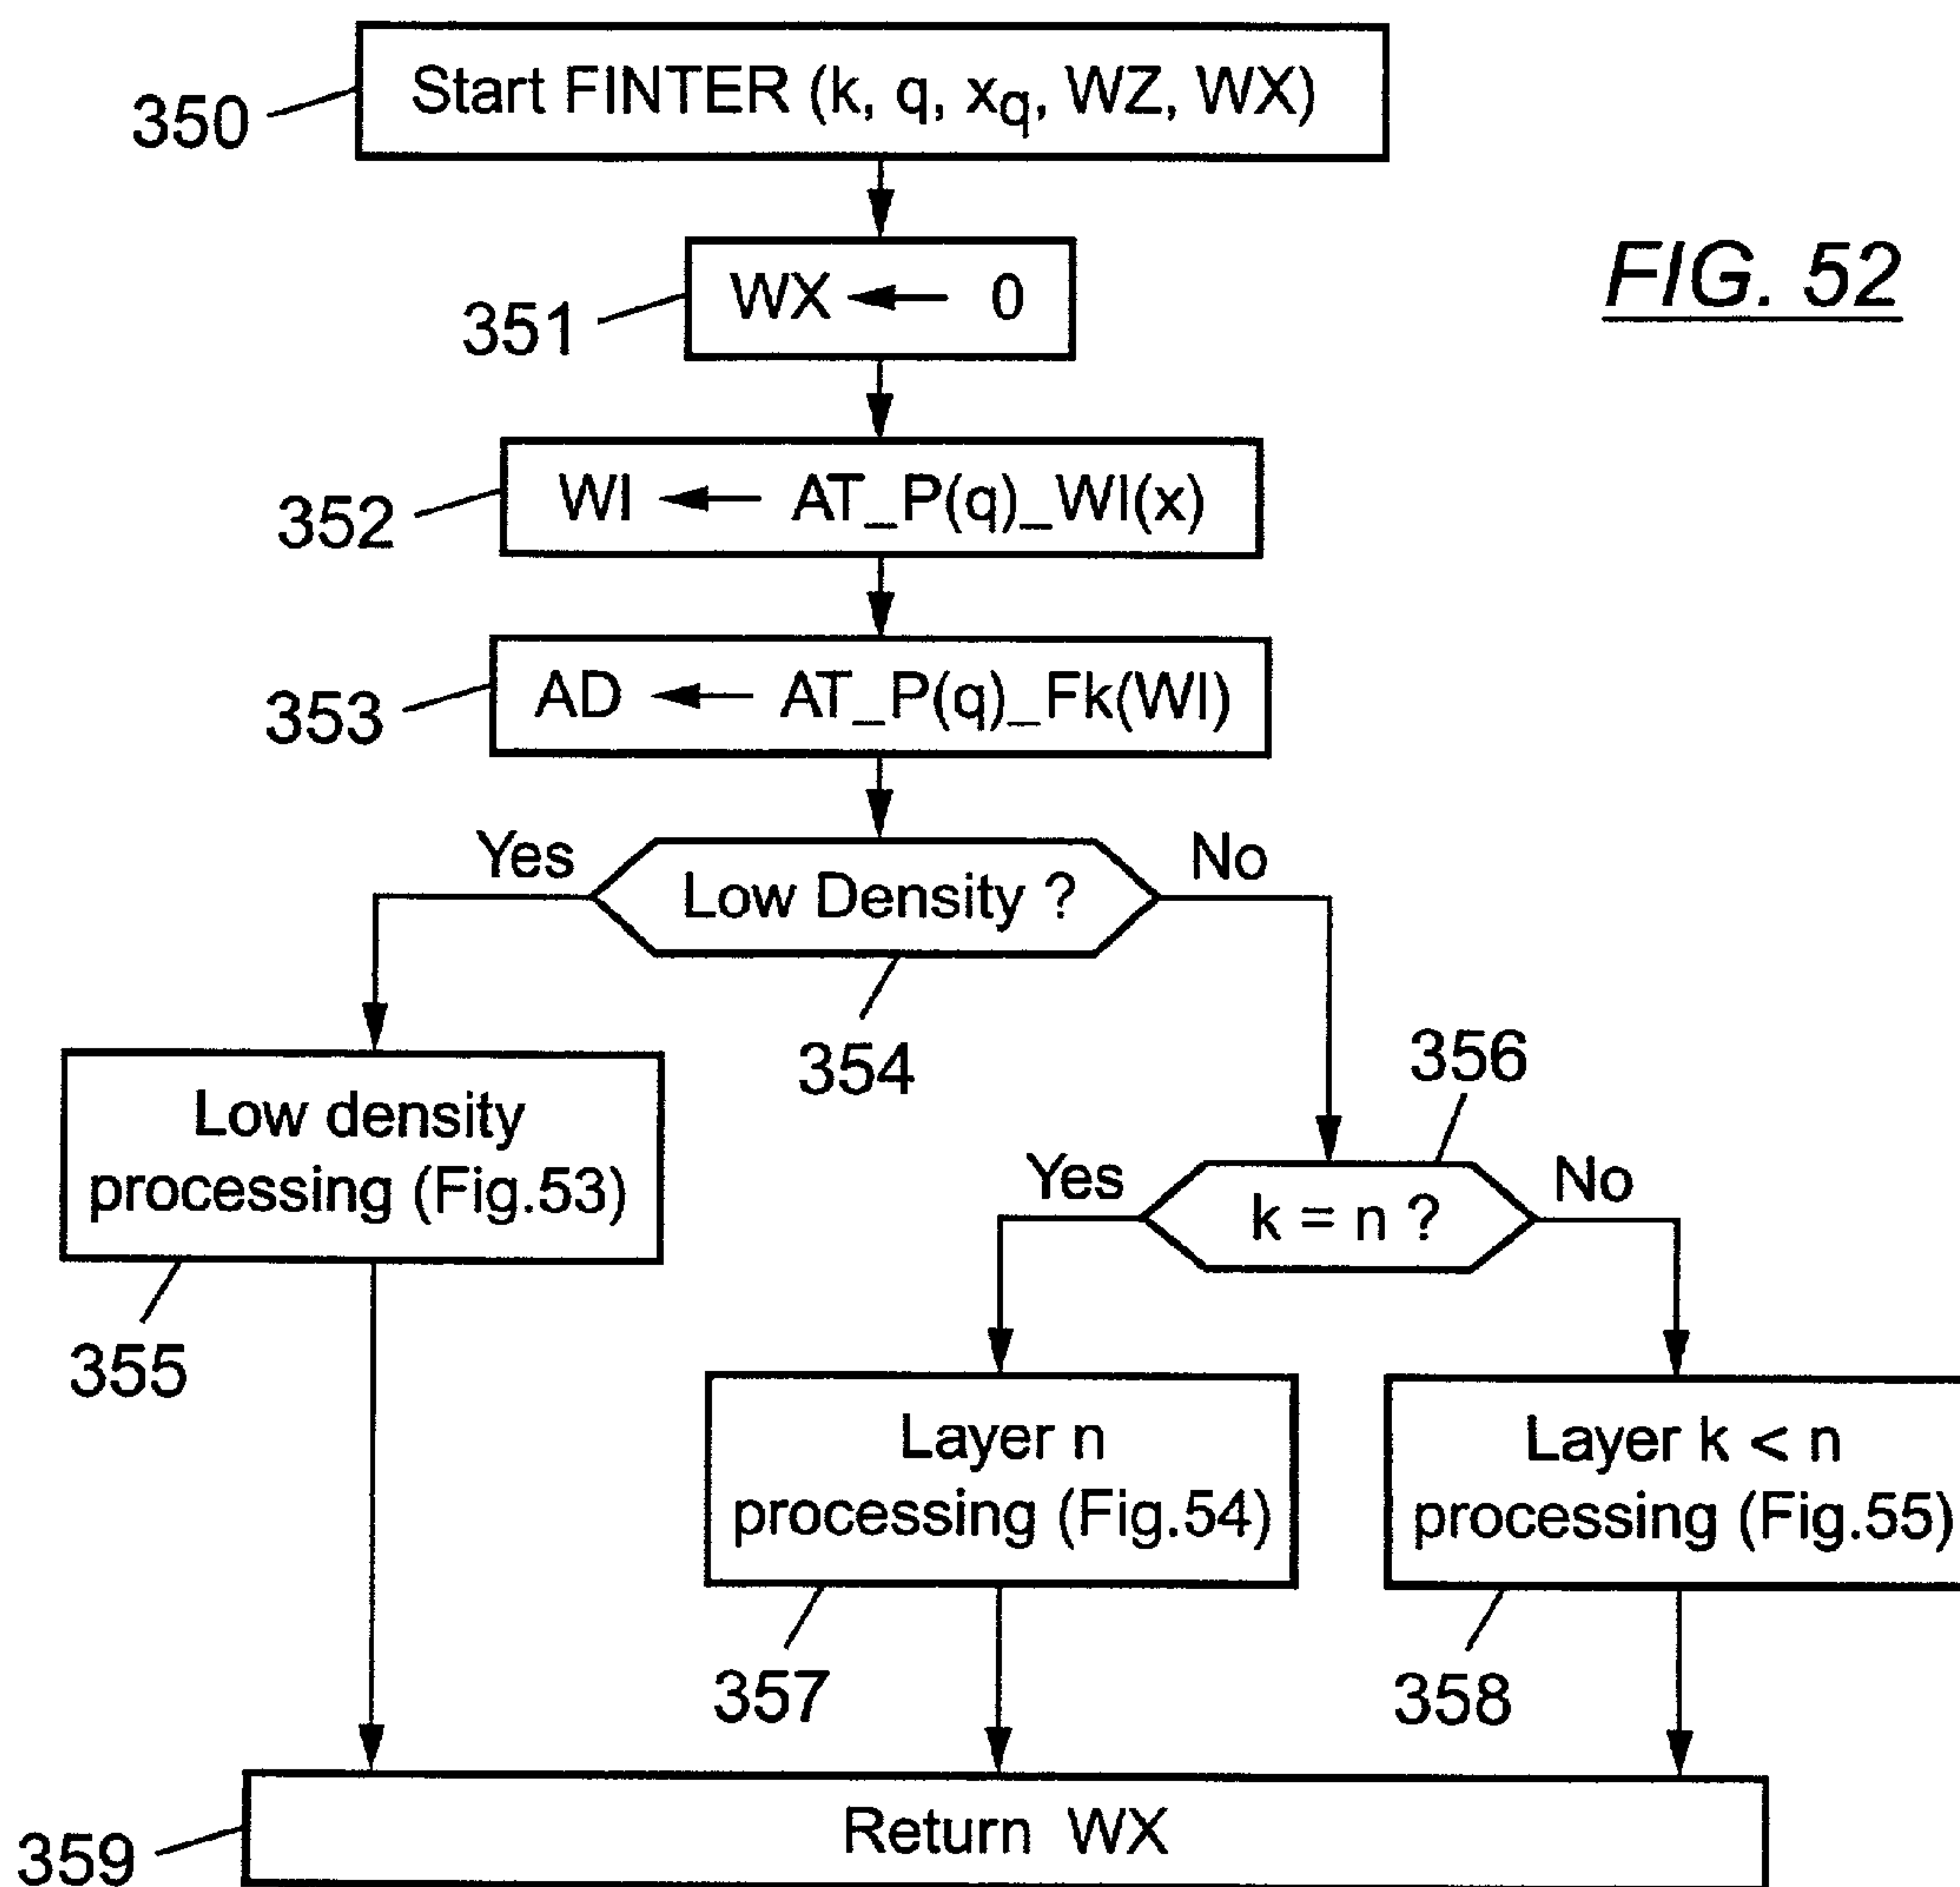 Start FINTER (k, q, xq, WZ, WX)
350
FIG. 52
WX ← 0
351
WI ← AT_P(q)_WI(x)
352
AD ← AT_P(q)_Fk(WI)
353
Yes
Low Density ?
No
354
356
Low density
processing (Fig.53)
Yes
k = n ?
No
355
Layer n
processing (Fig.54)
Layer k < n
processing (Fig.55)
357
358
Return WX
359